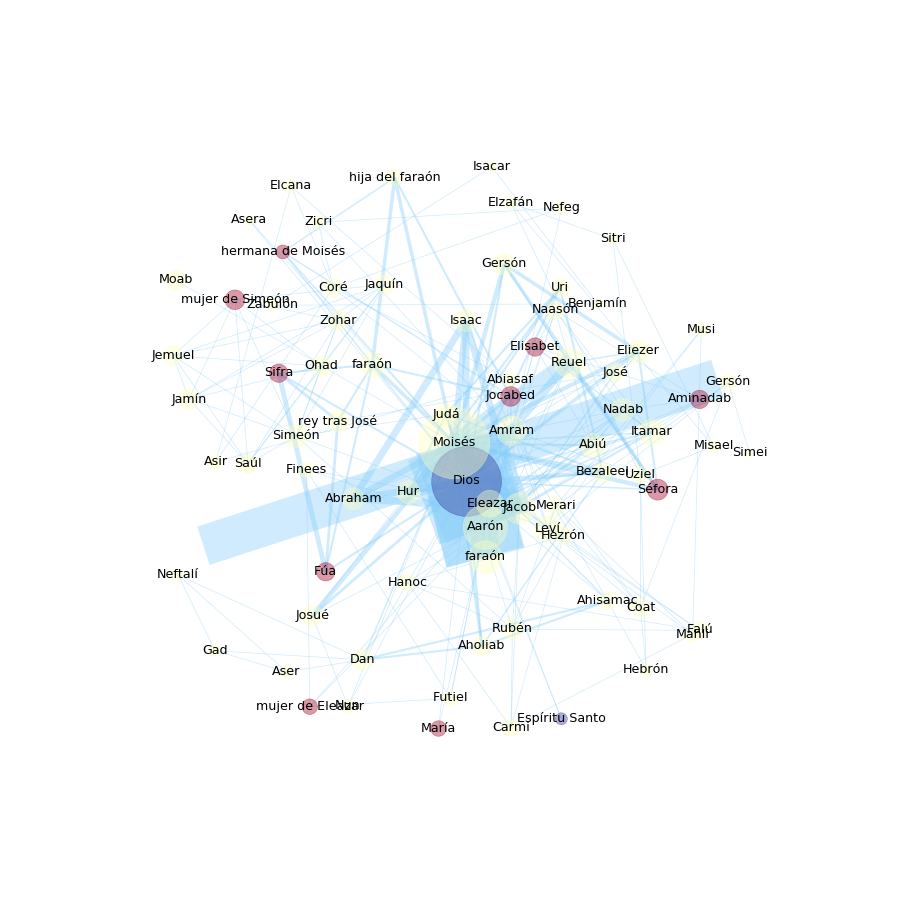 Isacar
hija del faraón
Elcana
Elzafán
Nefeg
Asera
Zicri
Sitri
hermana de Moisés
Gersón
Moab
Coré
Jaquín
Uri
mujer de Simeón
Zabulón
Benjamín
Naasón
Zohar
Isaac
Musi
Elisabet
Eliezer
Jemuel
Reuel
Ohad
faraón
Sifra
José
Abiasaf
Gersón
Jocabed
Aminadab
Jamín
Nadab
Judá
rey tras José
Amram
Itamar
Simeón
Moisés
Abiú
Misael
Simei
Asir
Saúl
Finees
Bezaleel
Uziel
Dios
Séfora
Hur
Abraham
Eleazar
Jacob
Merari
Aarón
Leví
Hezrón
faraón
Neftalí
Fúa
Hanoc
Ahisamac
Coat
Josué
Rubén
Falú
Mahli
Aholiab
Gad
Dan
Aser
Hebrón
Futiel
mujer de Eleazar
Nun
Espíritu Santo
María
Carmi